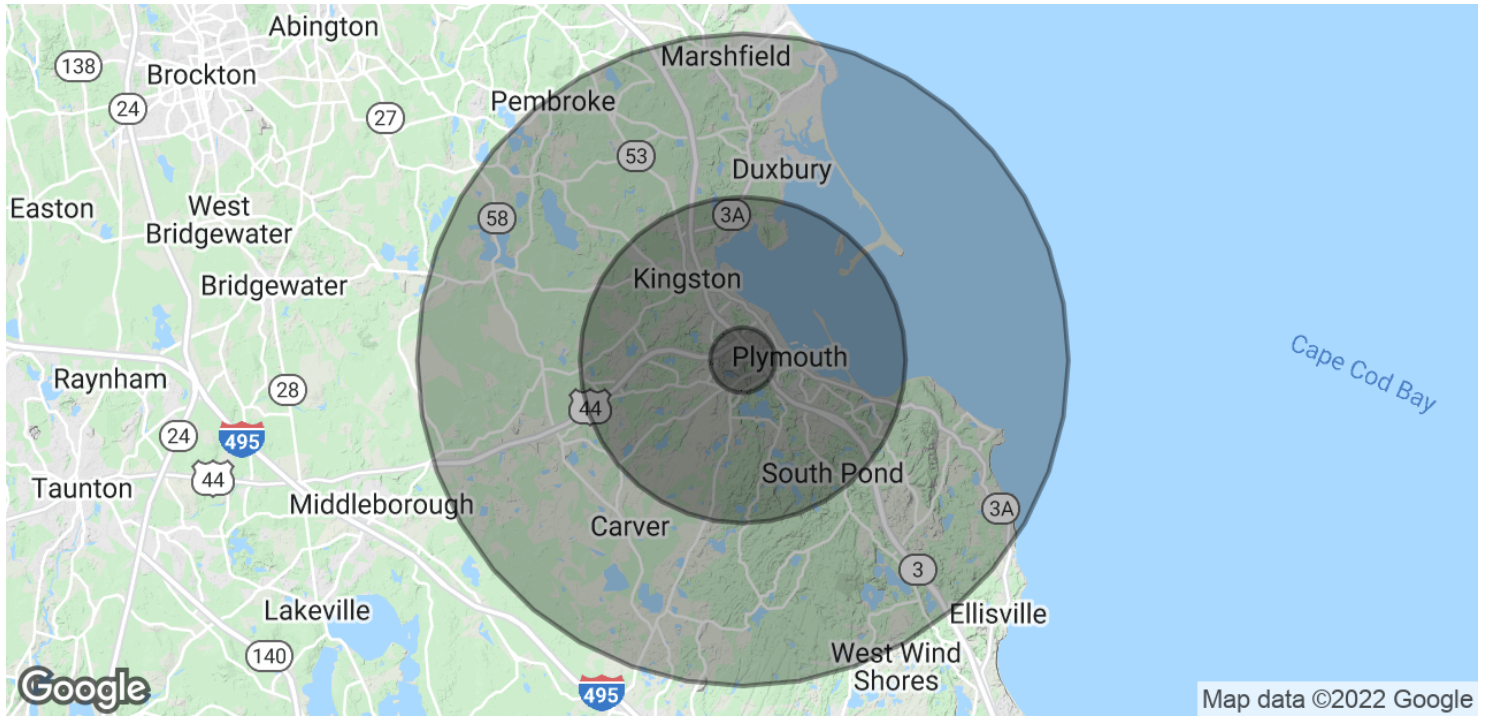 Abington
Marshfield
138
Brockton
Pembroke
24
27
53
Duxbury
Easton
West
Bridgewater
58
3A
Kingston
Bridgewater
Plymouth
Cape Cod Bay
Raynham
28
44
24
495
South Pond
44
Taunton
Middleborough
3A
Carver
3
Lakeville
Ellisville
140
West Wind
Shores
495
Google
Map data ©2022 Google